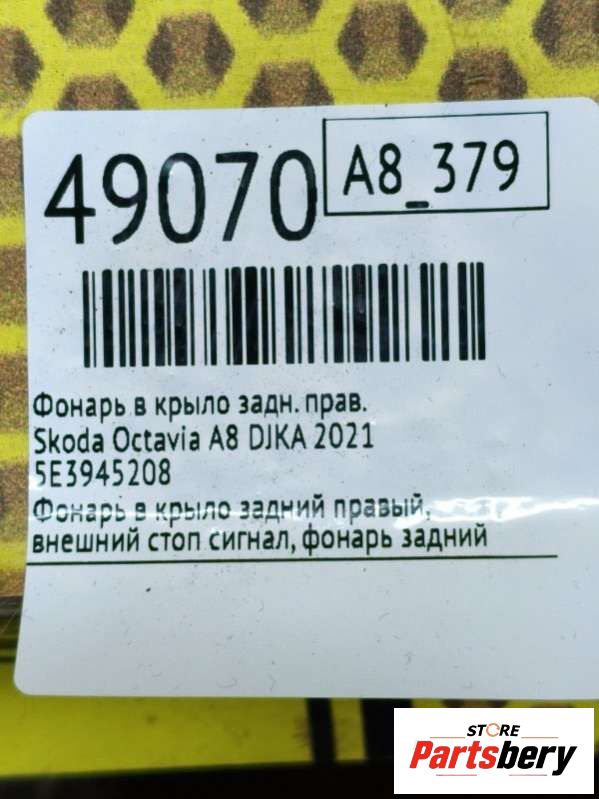 49070
A8_379
Фонарь в крыло задн. прав.
Skoda Octavia A8 DJKA 2021
5E3945208
Фонарь в крыло задний правый,
внешний стоп сигнал, фонарь задний
STORE
Partsbery